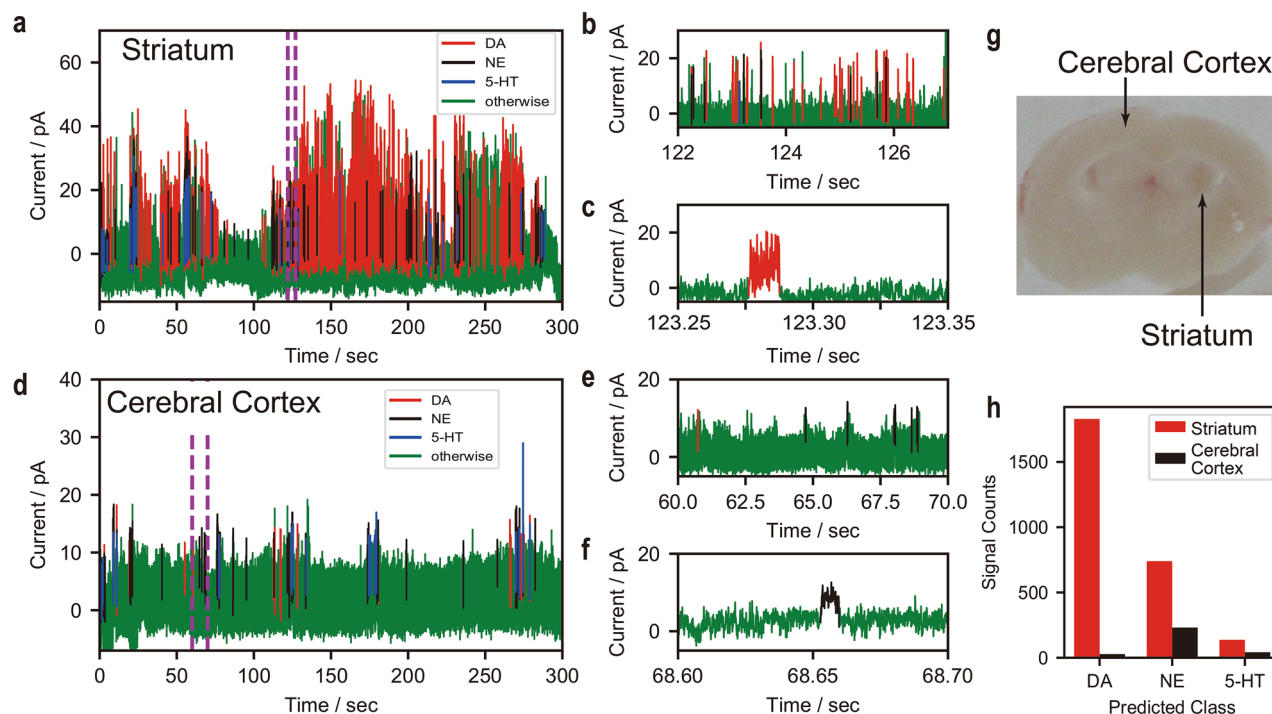 a
Striatum
DA
NE
5-HT
otherwise
Current / pA
60
40
20
0
0 50 100 150 200 250 300
Time / sec
b
Current / pA
20
0
122 124 126
Time / sec
c
Current / pA
20
0
123.25 123.30 123.35
Time / sec
d
Cerebral Cortex
DA
NE
5-HT
otherwise
Current / pA
40
30
20
10
0
0 50 100 150 200 250 300
Time / sec
e
Current / pA
20
0
60.0 62.5 65.0 67.5 70.0
Time / sec
f
Current / pA
20
0
68.60 68.65 68.70
Time / sec
g
Cerebral Cortex
Striatum
h
Striatum
Cerebral
Cortex
Signal Counts
1500
1000
500
0
DA NE 5-HT
Predicted Class